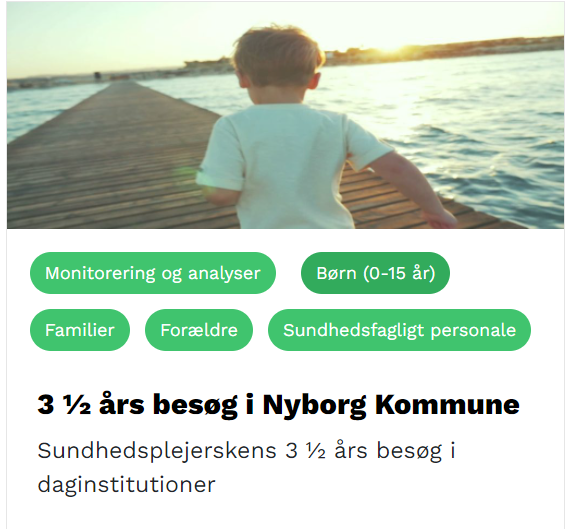 Monitorering og analyser Børn (0-15 år)
Familier Forældre Sundhedsfagligt personale
3 ½ års besøg i Nyborg Kommune
Sundhedsplejerskens 3 ½ års besøg i
daginstitutioner